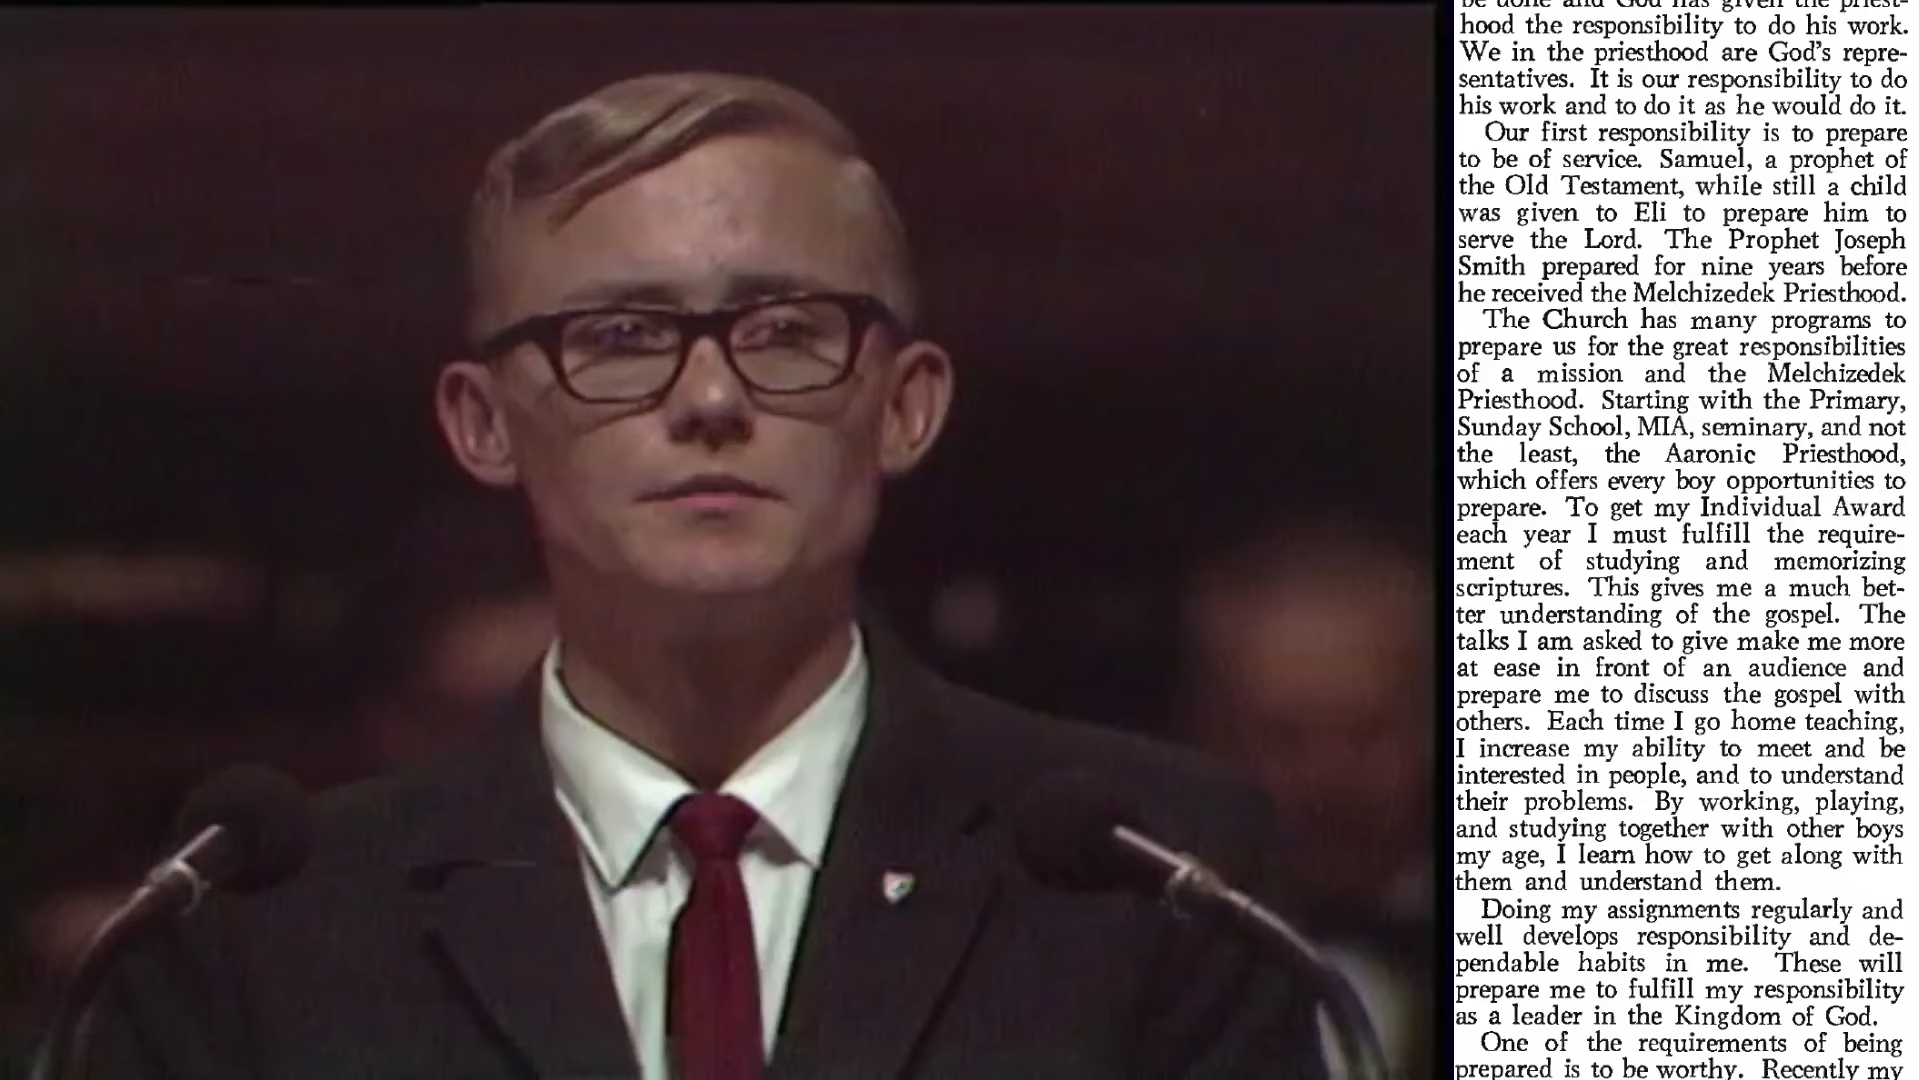 be done and God has given the priest-
hood the responsibility to do his work.
We in the priesthood are God's repre-
sentatives. It is our responsibility to do
his work and to do it as he would do it.
Our first responsibility is to prepare
to be of service. Samuel, a prophet of
the Old Testament, while still a child
was given to Eli to prepare him to
serve the Lord. The Prophet Joseph
Smith prepared for nine years before
he received the Melchizedek Priesthood.
The Church has many programs to
prepare us for the great responsibilities
of a mission and the Melchizedek
Priesthood. Starting with the Primary,
Sunday School, MIA, seminary, and not
the least, the Aaronic Priesthood,
which offers every boy opportunities to
prepare. To get my Individual Award
each year I must fulfill the require-
ment of studying and memorizing
scriptures. This gives me a much bet-
ter understanding of the gospel. The
talks I am asked to give make me more
at ease in front of an audience and
prepare me to discuss the gospel with
others. Each time I go home teaching,
I increase my ability to meet and be
interested in people, and to understand
their problems. By working, playing,
and studying together with other boys
my age, I learn how to get along with
them and understand them.
Doing my assignments regularly and
well develops responsibility and de-
pendable habits in me. These will
prepare me to fulfill my responsibility
as a leader in the Kingdom of God.
One of the requirements of being
prepared is to be worthy. Recently my